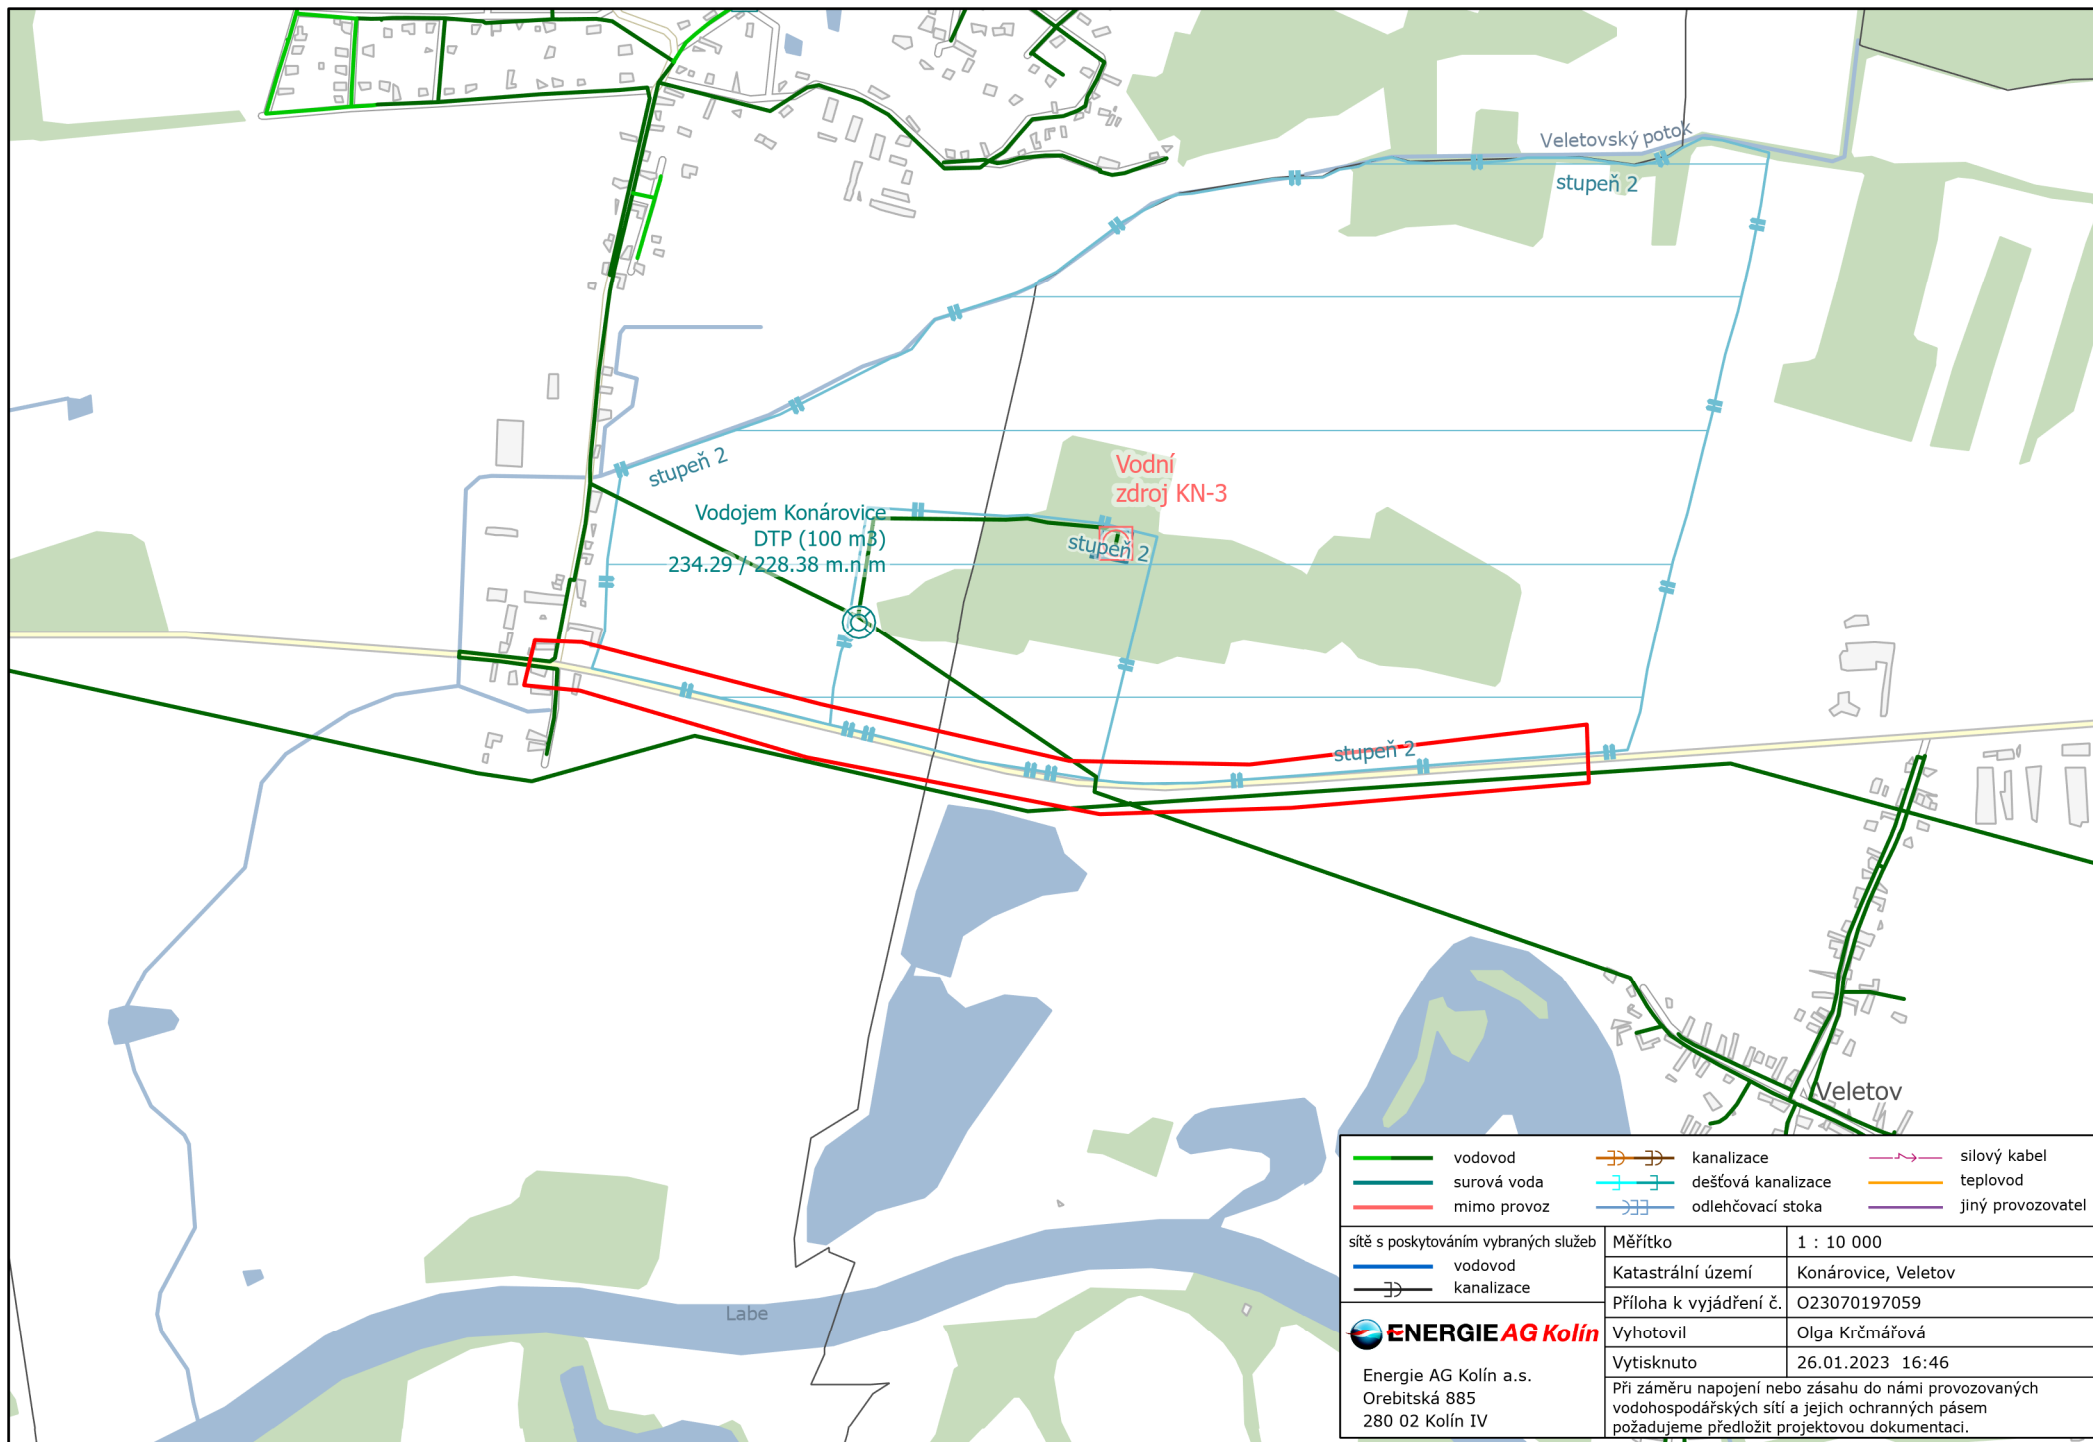 Veletovský potok
stupeň 2
stupeň 2
Vodní
zdroj KN-3
Vodojem Konárovice
DTP (100 m3)
234.29 / 228.38 m.n.m
stupeň 2
stupeň 2
Veletov
Labe
vodovod
surová voda
mimo provoz
kanalizace
dešťová kanalizace
odlehčovací stoka
silový kabel
teplovod
jiný provozovatel
sítě s poskytováním vybraných služeb
vodovod
kanalizace
Měřítko 1 : 10 000
Katastrální území Konárovice, Veletov
Příloha k vyjádření č. O23070197059
Vyhotovil Olga Krčmářová
Vytisknuto 26.01.2023 16:46
ENERGIE AG Kolín
Energie AG Kolín a.s.
Orebitská 885
280 02 Kolín IV
Při záměru napojení nebo zásahu do námi provozovaných
vodohospodářských sítí a jejich ochranných pásem
požadujeme předložit projektovou dokumentaci.